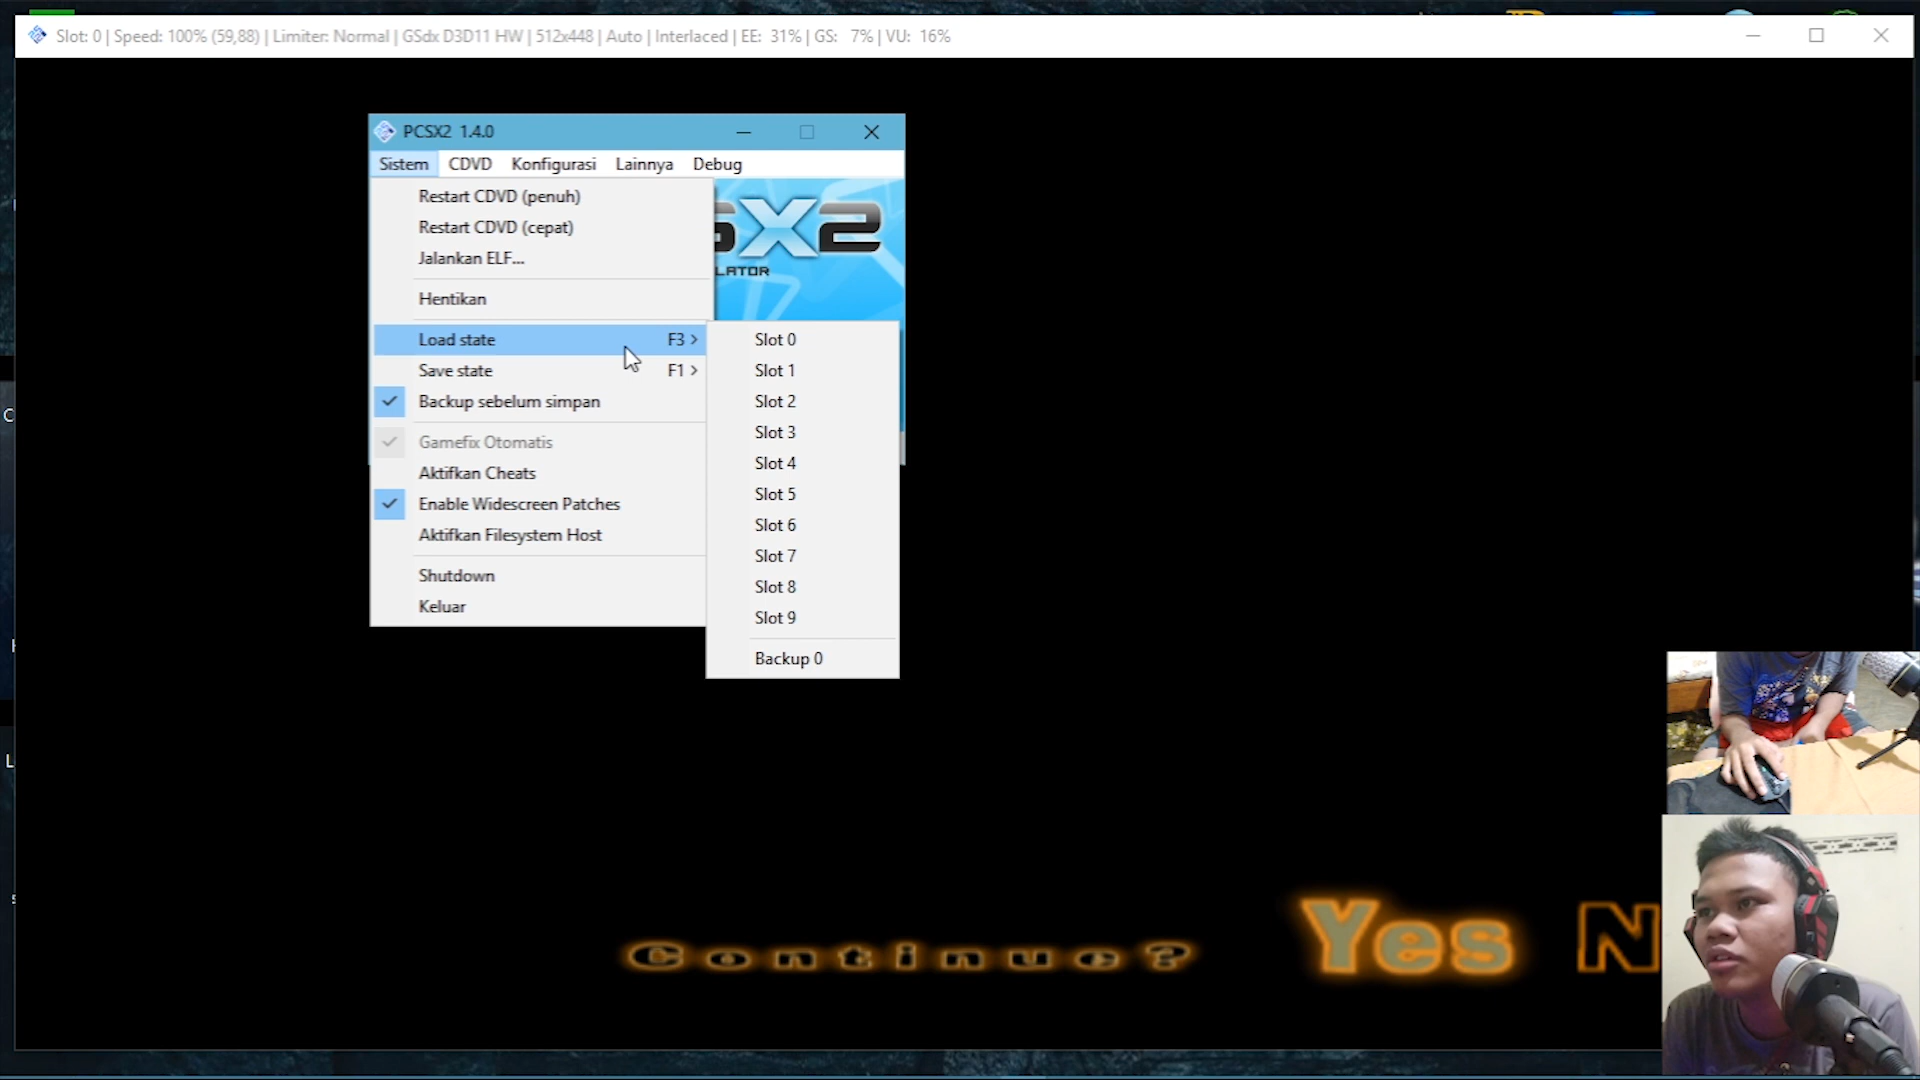 Slot: 0 | Speed: 100% (59,88) | Limiter: Normal | GSdx D3D11 HW | 512x448 | Auto | Interlaced | EE: 31% | GS: 7% | VU: 16%
PCSX2 1.4.0
Sistem CDVD Konfigurasi Lainnya Debug
Restart CDVD (penuh)
Restart CDVD (cepat)
Jalankan ELF...
Hentikan
Load state F3 >
Save state F1 >
Backup sebelum simpan
Gamefix Otomatis
Aktifkan Cheats
Enable Widescreen Patches
Aktifkan Filesystem Host
Shutdown
Keluar
Slot 0
Slot 1
Slot 2
Slot 3
Slot 4
Slot 5
Slot 6
Slot 7
Slot 8
Slot 9
Backup 0
X2
LATOR
Continue? Yes N